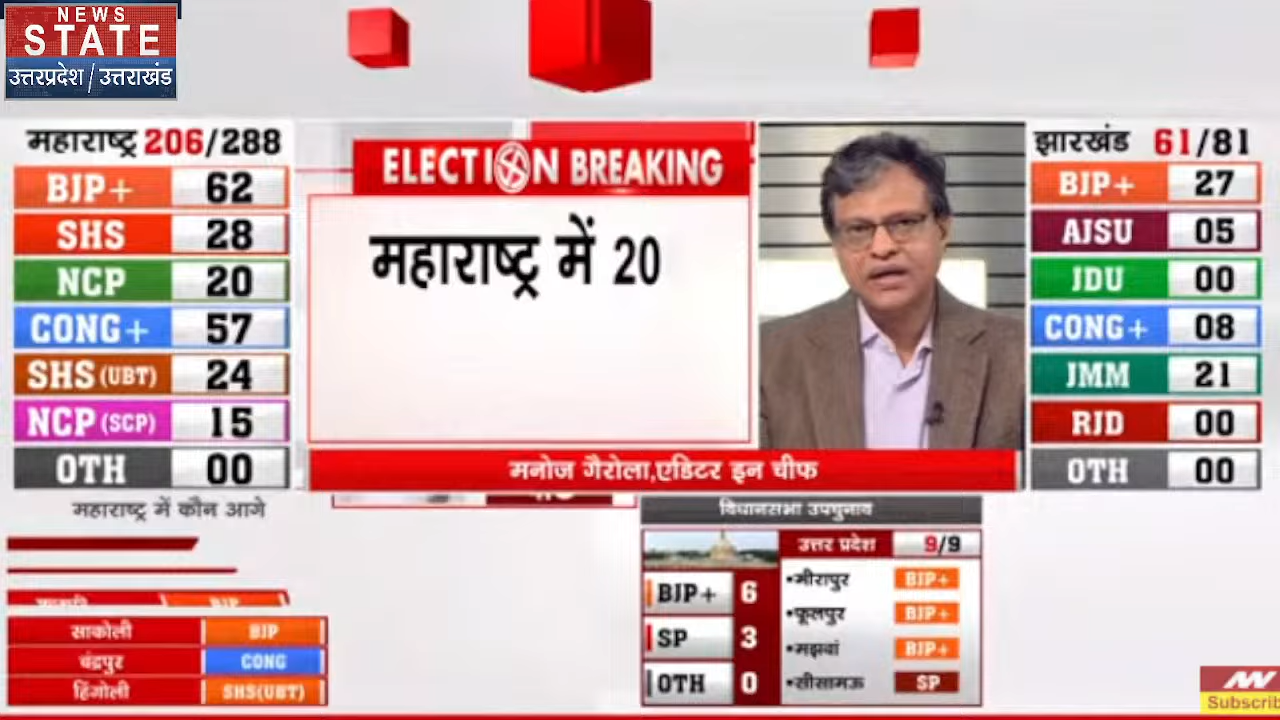 NEWS
STATE
उत्तरप्रदेश/उत्तराखंड
महाराष्ट्र 206/288
BJP+ 62
SHS 28
NCP 20
CONG+ 57
SHS (UBT) 24
NCP (SCP) 15
OTH 00
महाराष्ट्र में कौन आगे
ELECTION BREAKING
महाराष्ट्र में 20
मनोज गैरोला,एडिटर इन चीफ
झारखंड 61/81
BJP+ 27
AJSU 05
JDU 00
CONG+ 08
JMM 21
RJD 00
OTH 00
साकोली BJP
चंद्रपुर CONG
हिंगोली SHS(UBT)
विधानसभा उपचुनाव
उत्तर प्रदेश 9/9
BJP+ 6
SP 3
OTH 0
•मीरापुर BJP+
•फूलपुर BJP+
•मझवां BJP+
•सीसामऊ SP
Subscrib